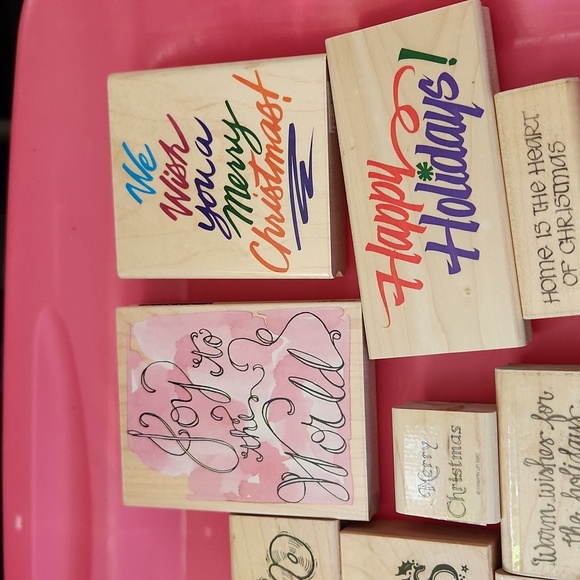 We
Wish
you a
Merry
Christmas!
Happy
Holidays!
HOME IS THE HEART
OF CHRISTMAS
Joy to
the
World
Merry
Christmas
Warm wishes for
the holidays